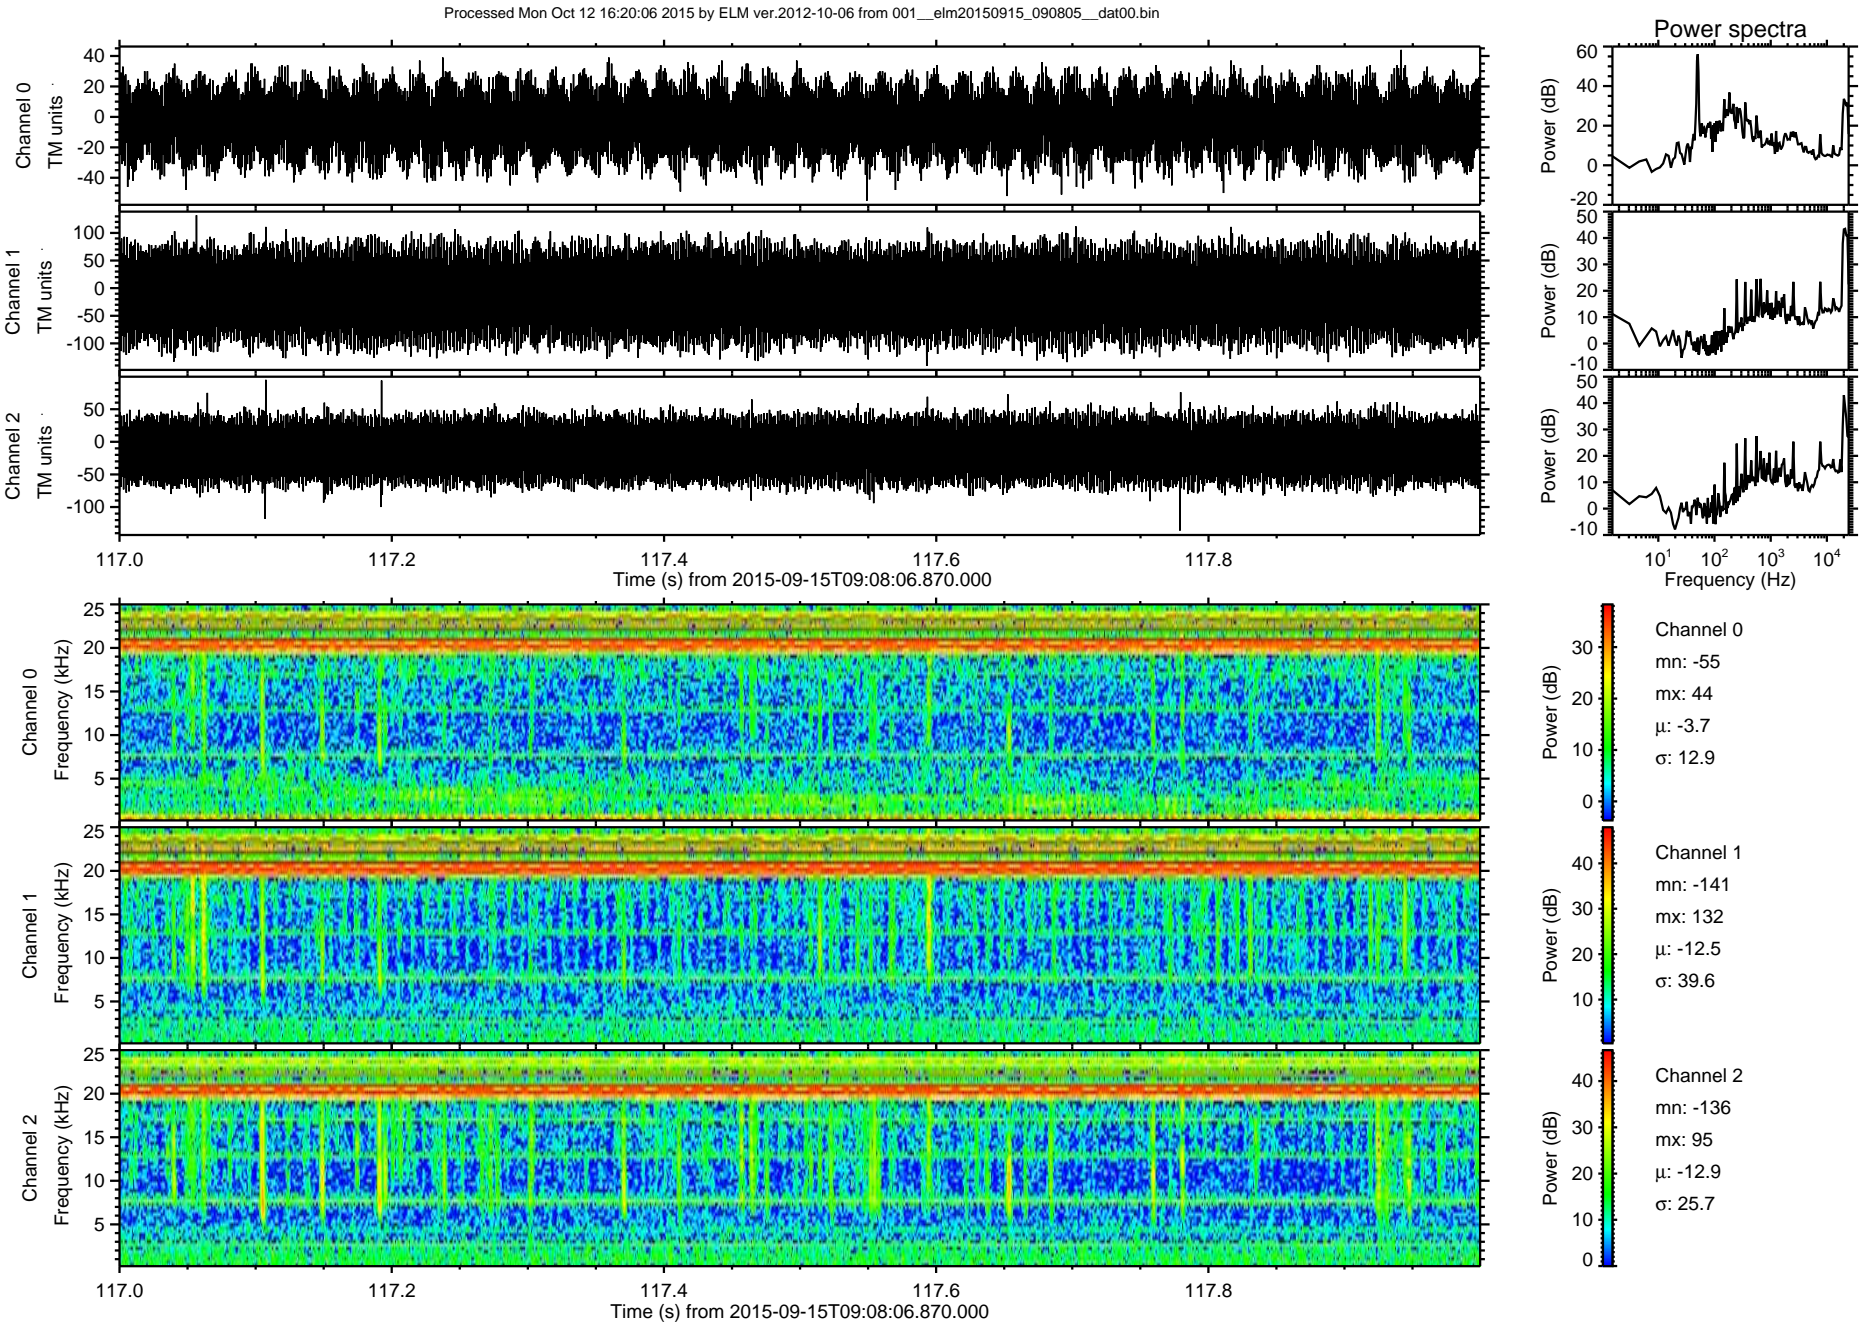 Processed Mon Oct 12 16:20:06 2015 by ELM ver.2012-10-06 from 001__elm20150915_090805__dat00.bin
Power spectra
Channel 0
TM units
40
20
0
-20
-40
Power (dB)
60
40
20
0
-20
Channel 1
TM units
100
50
0
-50
-100
Power (dB)
50
40
30
20
10
0
-10
Channel 2
TM units
50
0
-50
-100
Power (dB)
50
40
30
20
10
0
-10
117.0 117.2 117.4 117.6 117.8
Time (s) from 2015-09-15T09:08:06.870.000
10^1 10^2 10^3 10^4
Frequency (Hz)
Channel 0
Frequency (kHz)
25
20
15
10
5
Power (dB)
30
20
10
0
Channel 0
mn: -55
mx: 44
μ: -3.7
σ: 12.9
Channel 1
Frequency (kHz)
25
20
15
10
5
Power (dB)
40
30
20
10
Channel 1
mn: -141
mx: 132
μ: -12.5
σ: 39.6
Channel 2
Frequency (kHz)
25
20
15
10
5
Power (dB)
40
30
20
10
0
Channel 2
mn: -136
mx: 95
μ: -12.9
σ: 25.7
117.0 117.2 117.4 117.6 117.8
Time (s) from 2015-09-15T09:08:06.870.000